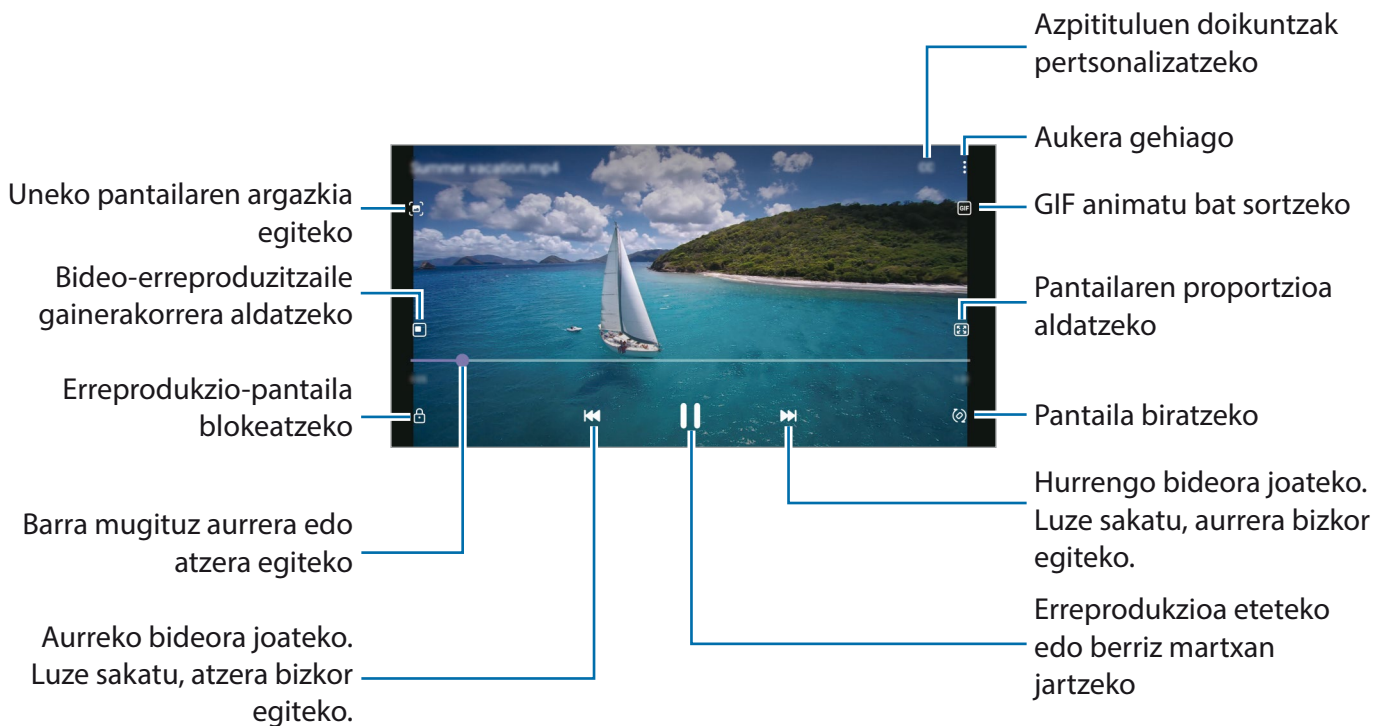 Azpitituluen doikuntzak
pertsonalizatzeko
Aukera gehiago
Uneko pantailaren argazkia
egiteko
GIF animatu bat sortzeko
GIF
Bideo-erreproduzitzaile
gainerakorrera aldatzeko
Pantailaren proportzioa
aldatzeko
Erreprodukzio-pantaila
blokeatzeko
Pantaila biratzeko
Barra mugituz aurrera edo
atzera egiteko
Hurrengo bideora joateko.
Luze sakatu, aurrera bizkor
egiteko.
Aurreko bideora joateko.
Luze sakatu, atzera bizkor
egiteko.
Erreprodukzioa eteteko
edo berriz martxan
jartzeko